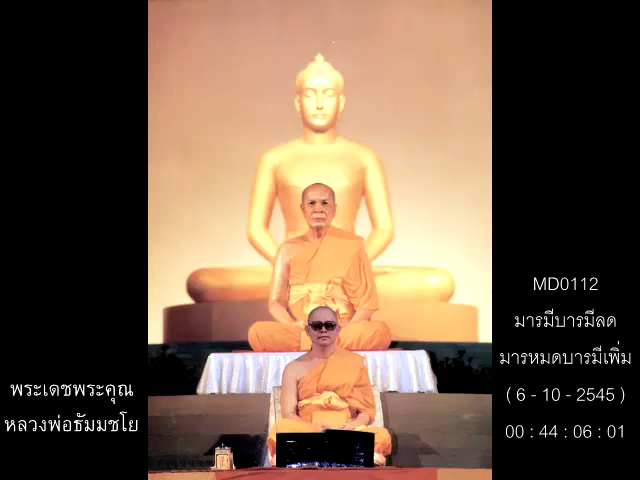 พระเดชพระคุณ
หลวงพ่อธัมมชโย
MD0112
มารมีบารมีลด
มารหมดบารมีเพิ่ม
( 6 - 10 - 2545 )
00 : 44 : 06 : 01